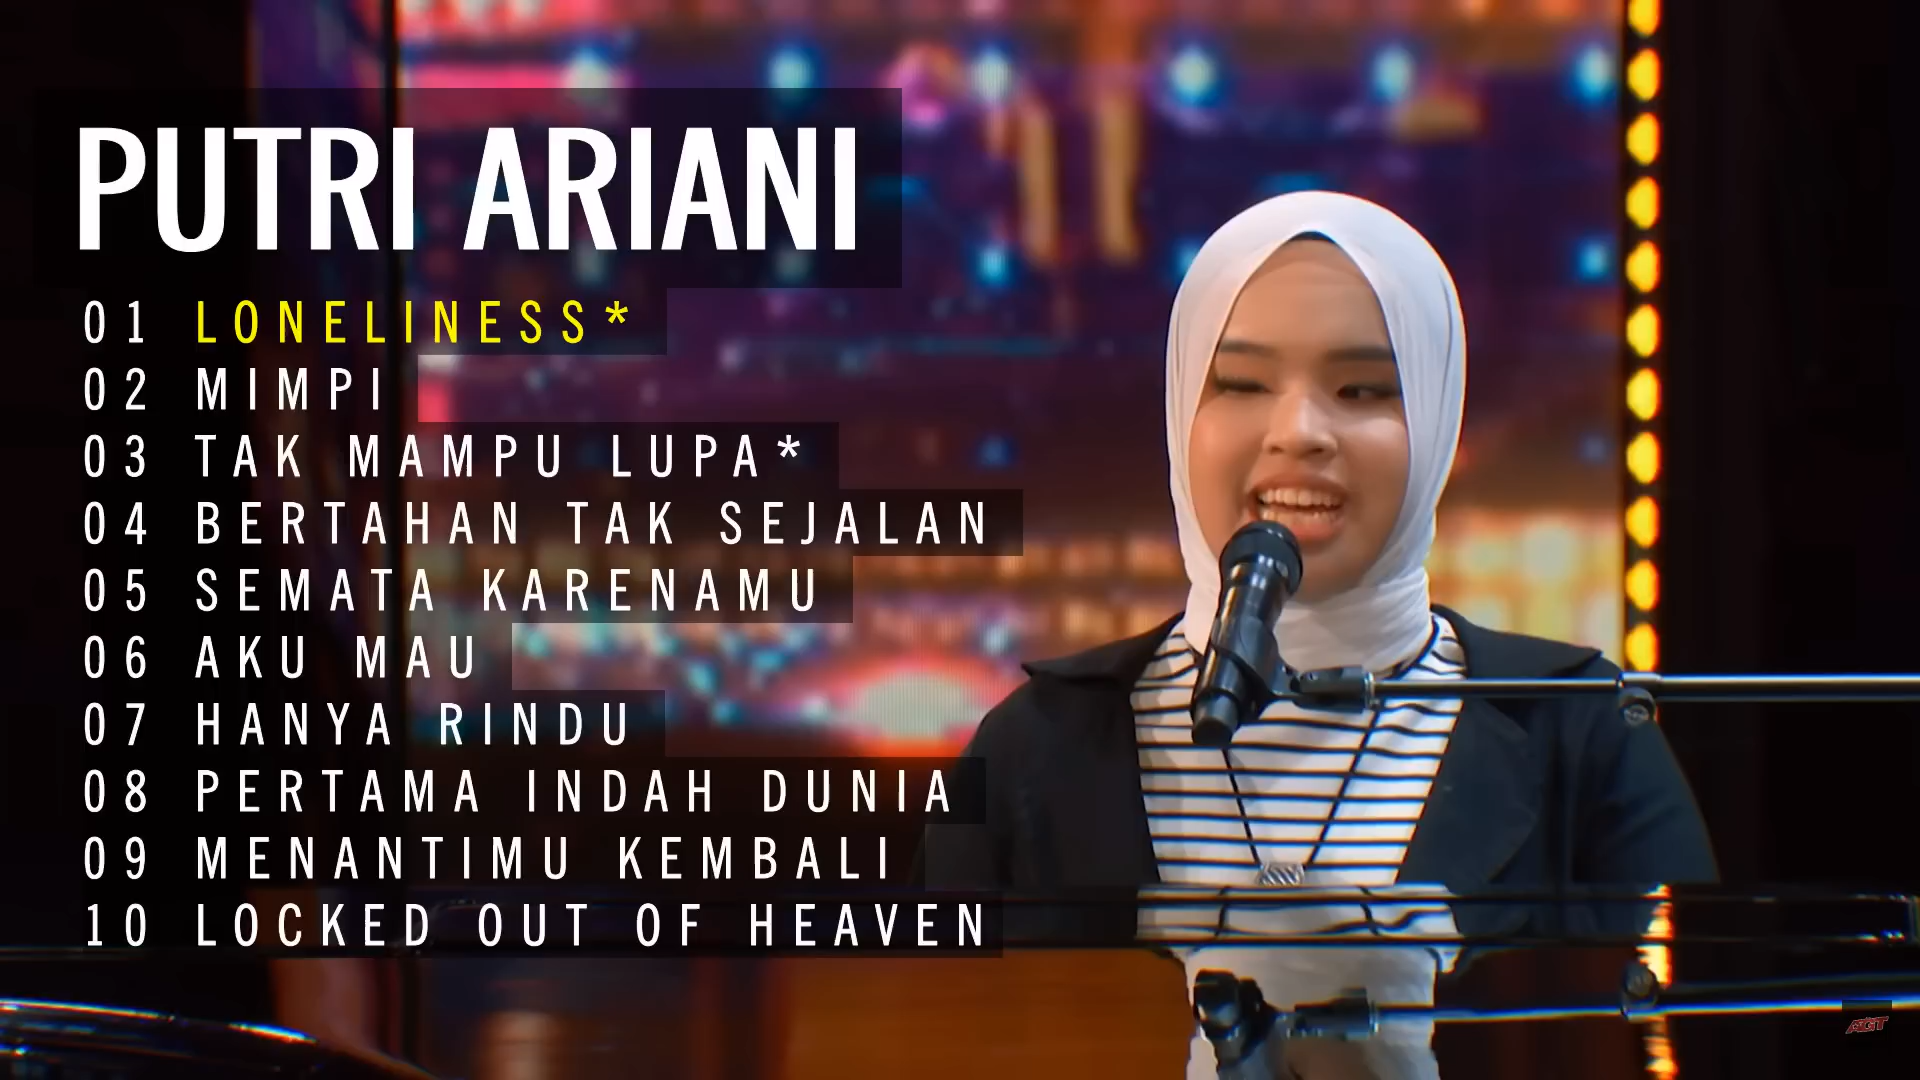 PUTRI ARIANI
01 LONELINESS*
02 MIMPI
03 TAK MAMPU LUPA*
04 BERTAHAN TAK SEJALAN
05 SEMATA KARENAMU
06 AKU MAU
07 HANYA RINDU
08 PERTAMA INDAH DUNIA
09 MENANTIMU KEMBALI
10 LOCKED OUT OF HEAVEN
AGT